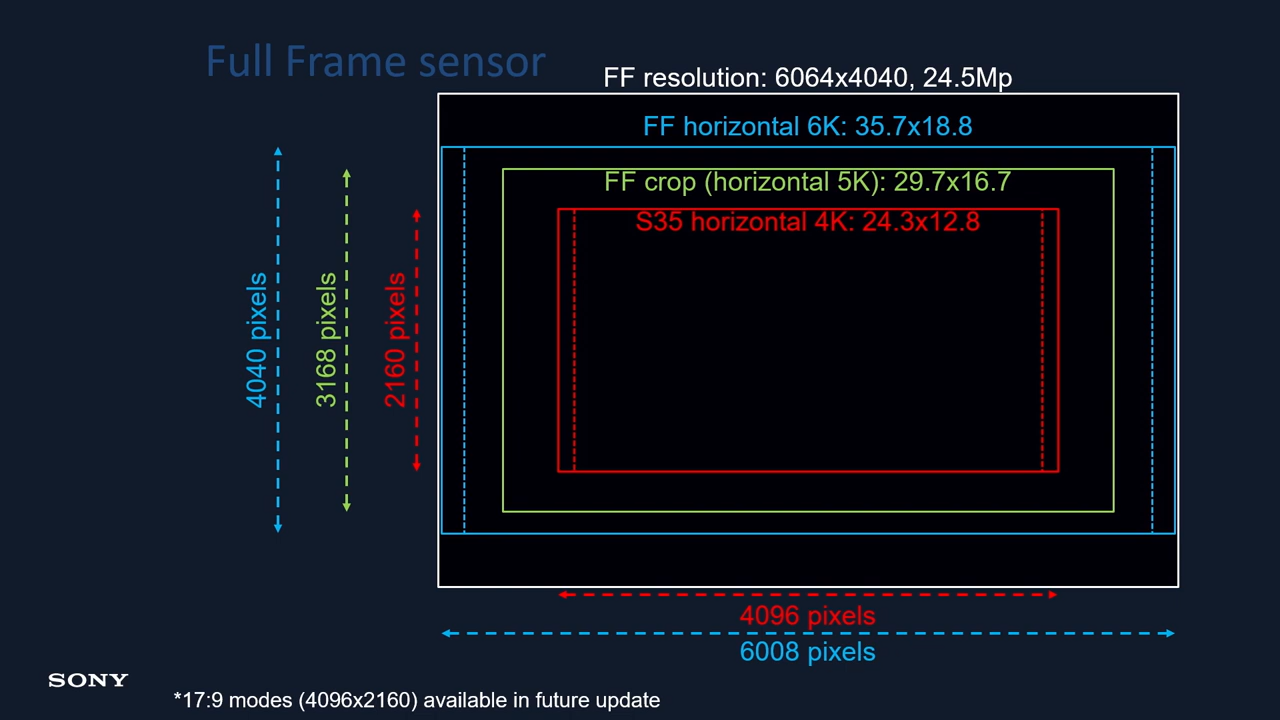 Full Frame sensor
FF resolution: 6064x4040, 24.5Mp
FF horizontal 6K: 35.7x18.8
FF crop (horizontal 5K): 29.7x16.7
S35 horizontal 4K: 24.3x12.8
4040 pixels
3168 pixels
2160 pixels
4096 pixels
6008 pixels
SONY
*17:9 modes (4096x2160) available in future update